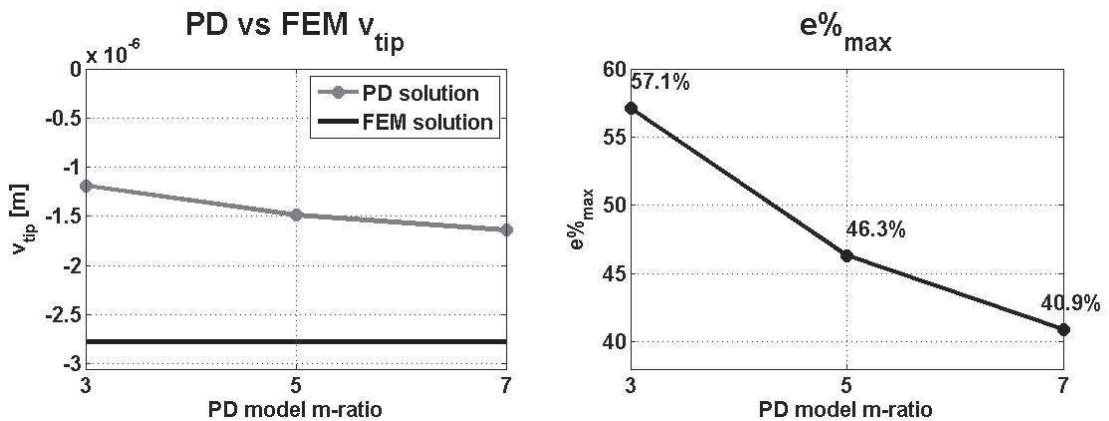 PD vs FEM v_tip
x 10^-6
0
-0.5
-1
-1.5
-2
-2.5
-3
v_tip [m]
PD solution
FEM solution
3 5 7
PD model m-ratio
e%_max
60
55
50
45
40
e%_max
57.1%
46.3%
40.9%
3 5 7
PD model m-ratio